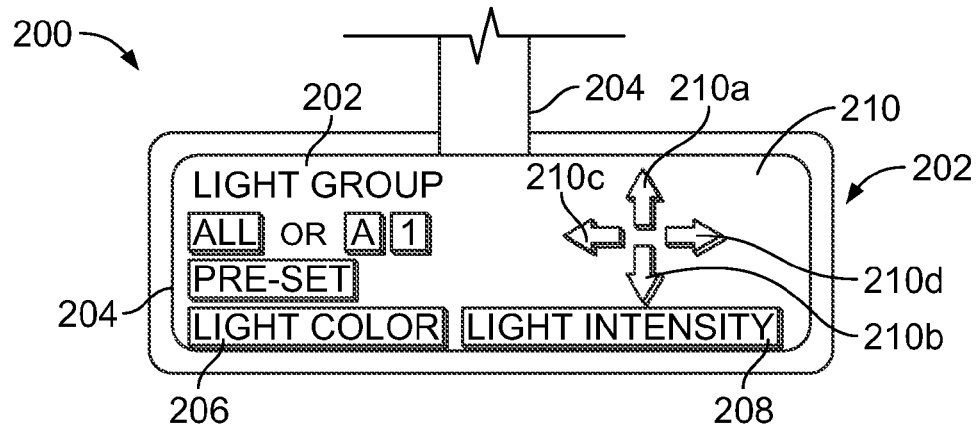 200
202
204
210a
210
LIGHT GROUP
210c
202
ALL OR A 1
PRE-SET
210d
204
LIGHT COLOR LIGHT INTENSITY
210b
206
208